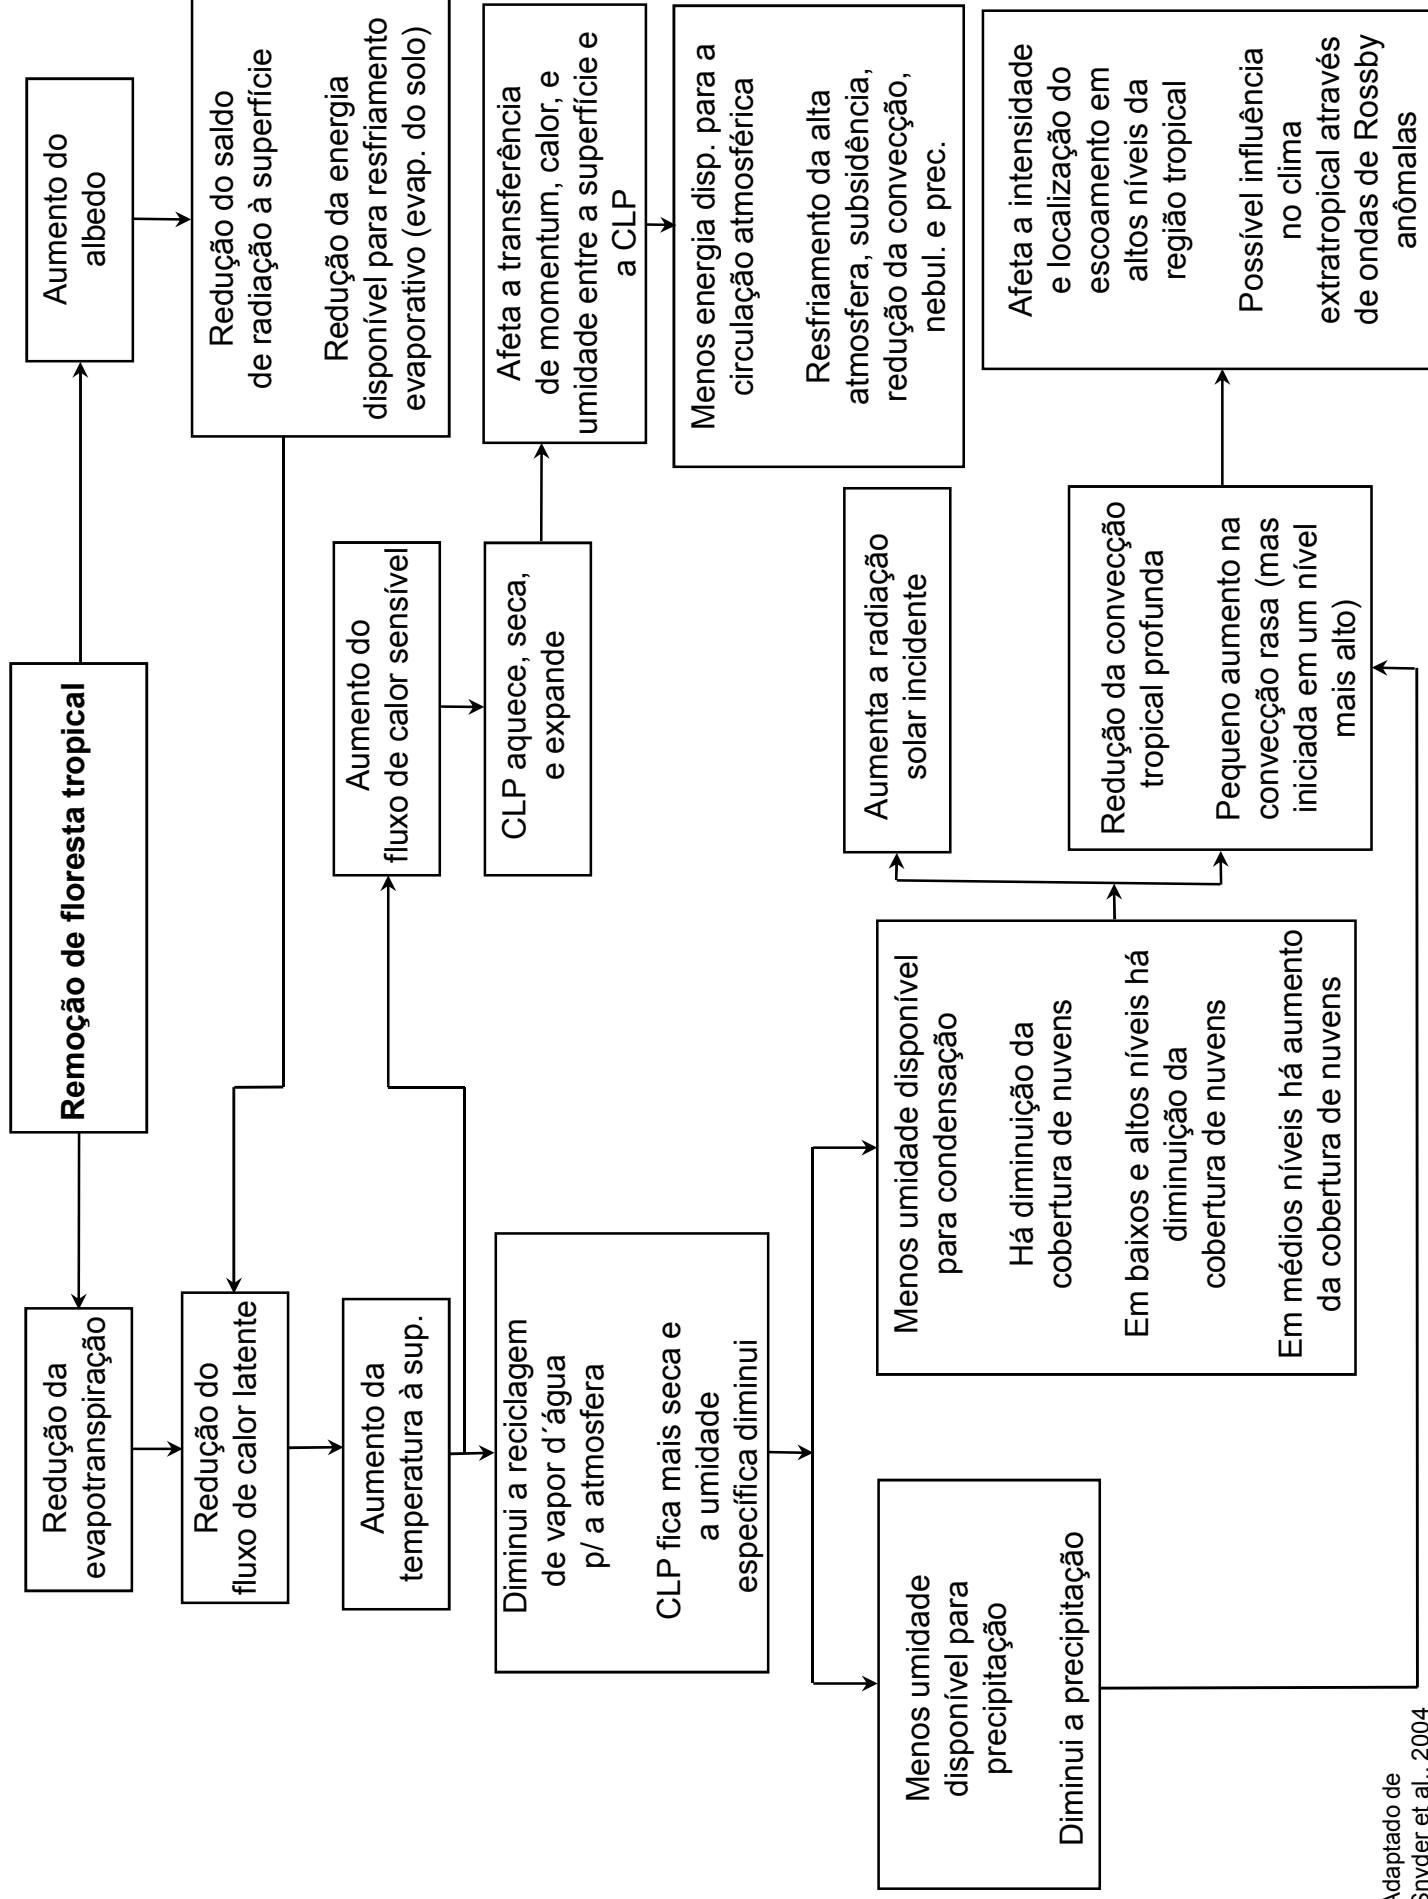 Remoção de floresta tropical
Redução da
evapotranspiração
Aumento do
albedo
Redução do
fluxo de calor latente
Redução do saldo
de radiação à superfície
Redução da energia
disponível para resfriamento
evaporativo (evap. do solo)
Aumento da
temperatura à sup.
Aumento do
fluxo de calor sensível
Diminui a reciclagem
de vapor d´água
p/ a atmosfera
CLP fica mais seca e
a umidade
específica diminui
CLP aquece, seca,
e expande
Afeta a transferência
de momentum, calor, e
umidade entre a superfície e
a CLP
Menos energia disp. para a
circulação atmosférica
Resfriamento da alta
atmosfera, subsidência,
redução da convecção,
nebul. e prec.
Menos umidade
disponível para
precipitação
Diminui a precipitação
Menos umidade disponível
para condensação
Há diminuição da
cobertura de nuvens
Em baixos e altos níveis há
diminuição da
cobertura de nuvens
Em médios níveis há aumento
da cobertura de nuvens
Aumenta a radiação
solar incidente
Redução da convecção
tropical profunda
Pequeno aumento na
convecção rasa (mas
iniciada em um nível
mais alto)
Afeta a intensidade
e localização do
escoamento em
altos níveis da
região tropical
Possível influência
no clima
extratropical através
de ondas de Rossby
anômalas
Adaptado de
Snyder et al., 2004